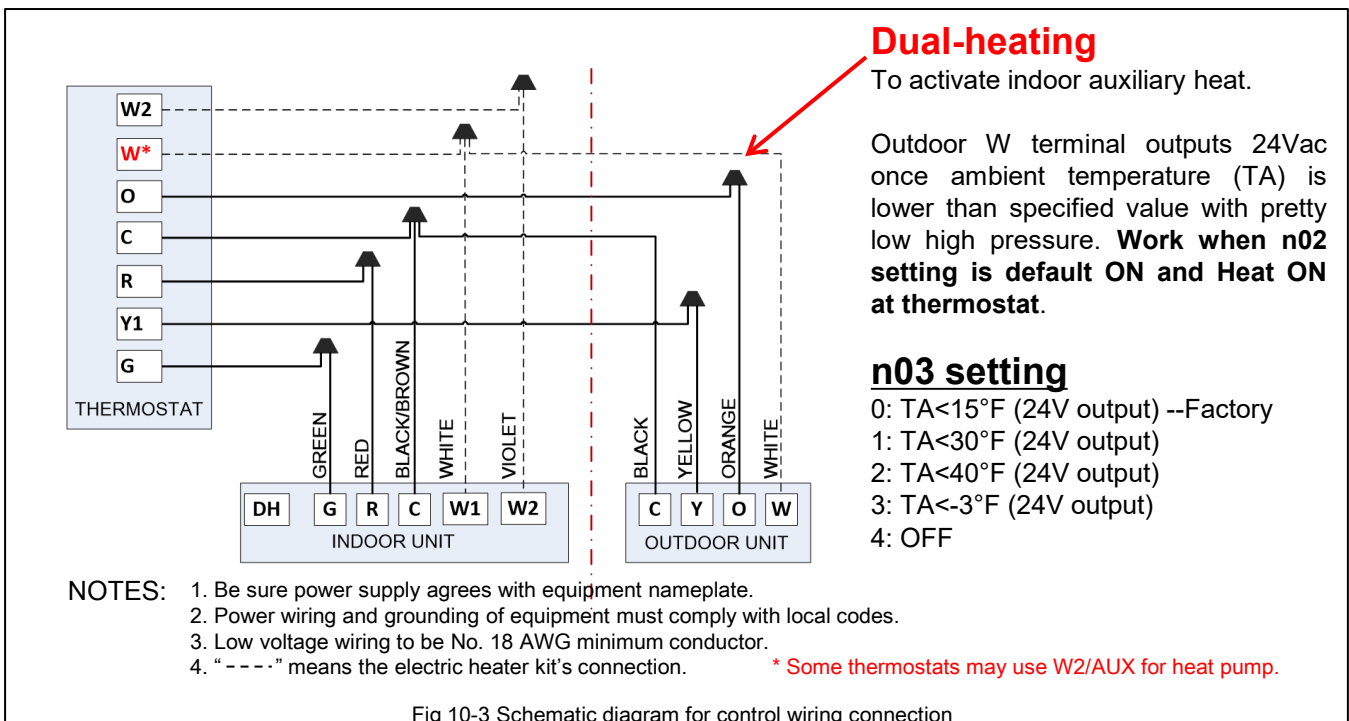 Dual-heating
To activate indoor auxiliary heat.
Outdoor W terminal outputs 24Vac
once ambient temperature (TA) is
lower than specified value with pretty
low high pressure. Work when n02
setting is default ON and Heat ON
at thermostat.
n03 setting
0: TA<15°F (24V output) --Factory
1: TA<30°F (24V output)
2: TA<40°F (24V output)
3: TA<-3°F (24V output)
4: OFF
W2
W*
O
C
R
Y1
G
THERMOSTAT
GREEN
RED
BLACK/BROWN
WHITE
VIOLET
BLACK
YELLOW
ORANGE
WHITE
DH G R C W1 W2
INDOOR UNIT
C Y O W
OUTDOOR UNIT
NOTES: 1. Be sure power supply agrees with equipment nameplate.
2. Power wiring and grounding of equipment must comply with local codes.
3. Low voltage wiring to be No. 18 AWG minimum conductor.
4. “ - - - - ” means the electric heater kit's connection. * Some thermostats may use W2/AUX for heat pump.
Fig 10-3 Schematic diagram for control wiring connection